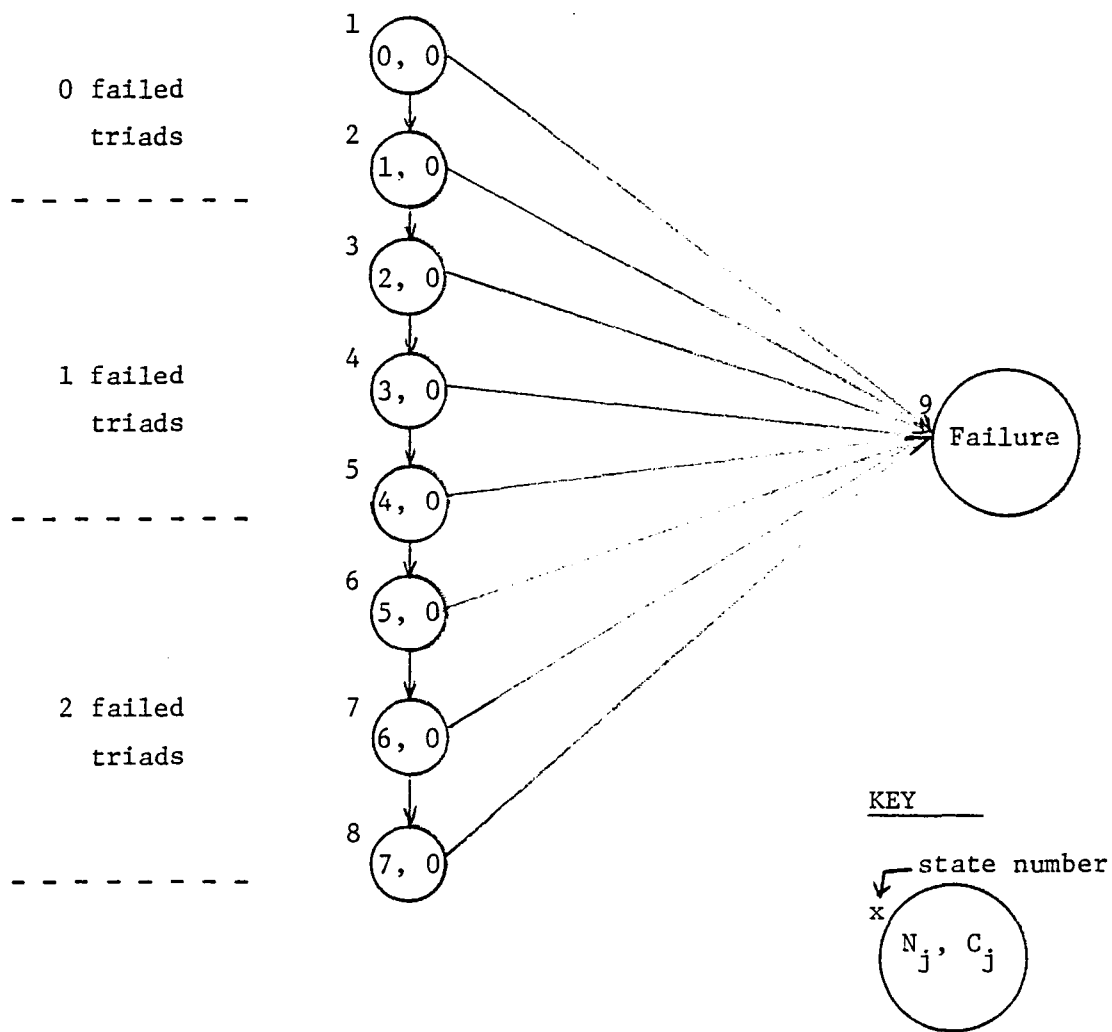 1
0, 0
0 failed
triads
2
1, 0
3
2, 0
1 failed
triads
4
3, 0
9
Failure
5
4, 0
6
5, 0
2 failed
triads
7
6, 0
8
7, 0
KEY
state number
x
Nj, Cj